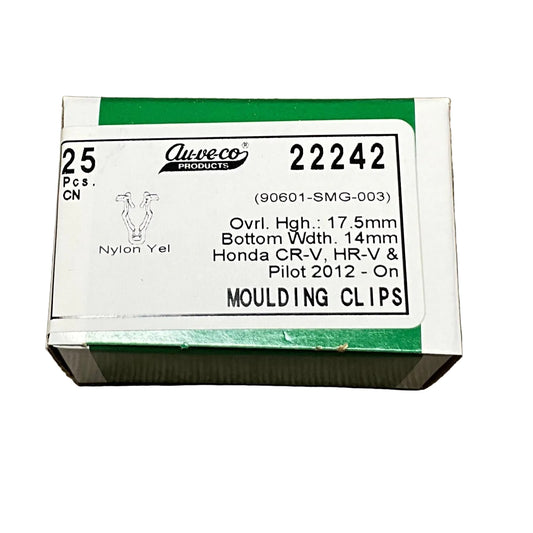 25
Pcs.
CN
Nylon Yel
Au-ve-co®
PRODUCTS
22242
(90601-SMG-003)
Ovrl. Hgh.: 17.5mm
Bottom Wdth. 14mm
Honda CR-V, HR-V &
Pilot 2012 - On
MOULDING CLIPS